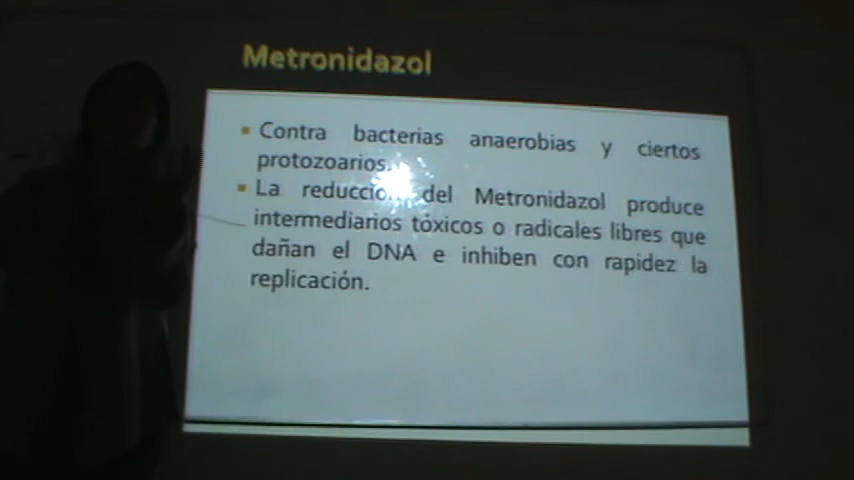 Metronidazol
▪ Contra bacterias anaerobias y ciertos
protozoarios.
▪ La reducción del Metronidazol produce
intermediarios tóxicos o radicales libres que
dañan el DNA e inhiben con rapidez la
replicación.